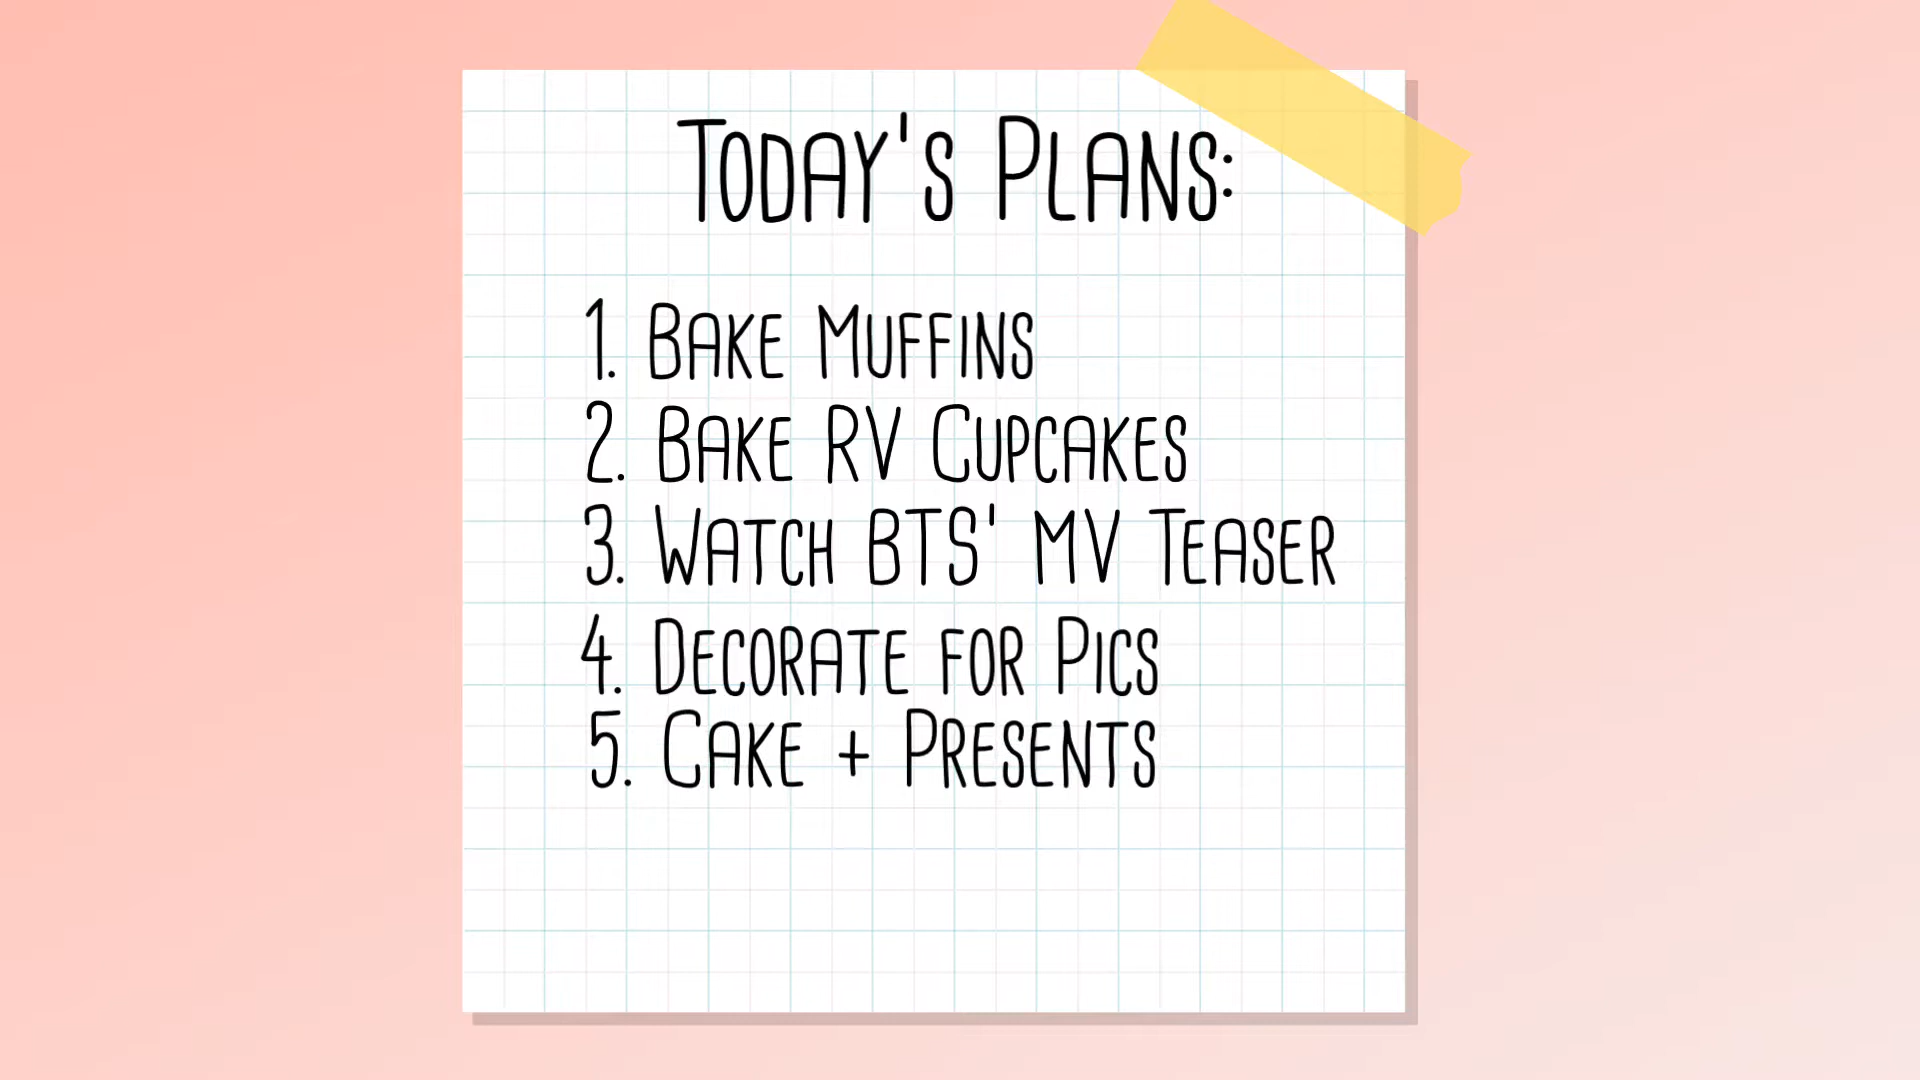 Today's Plans:
1. Bake Muffins
2. Bake RV Cupcakes
3. Watch BTS' MV Teaser
4. Decorate for Pics
5. Cake + Presents